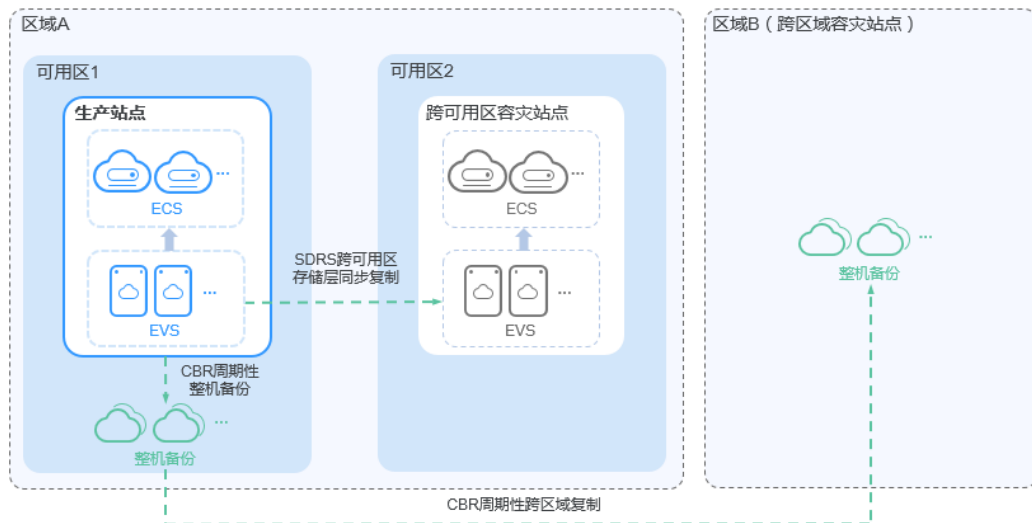 区域A
区域B（跨区域容灾站点）
可用区1
可用区2
生产站点
跨可用区容灾站点
...
ECS
...
ECS
SDRS跨可用区
存储层同步复制
...
EVS
...
EVS
CBR周期性
整机备份
...
整机备份
...
整机备份
CBR周期性跨区域复制